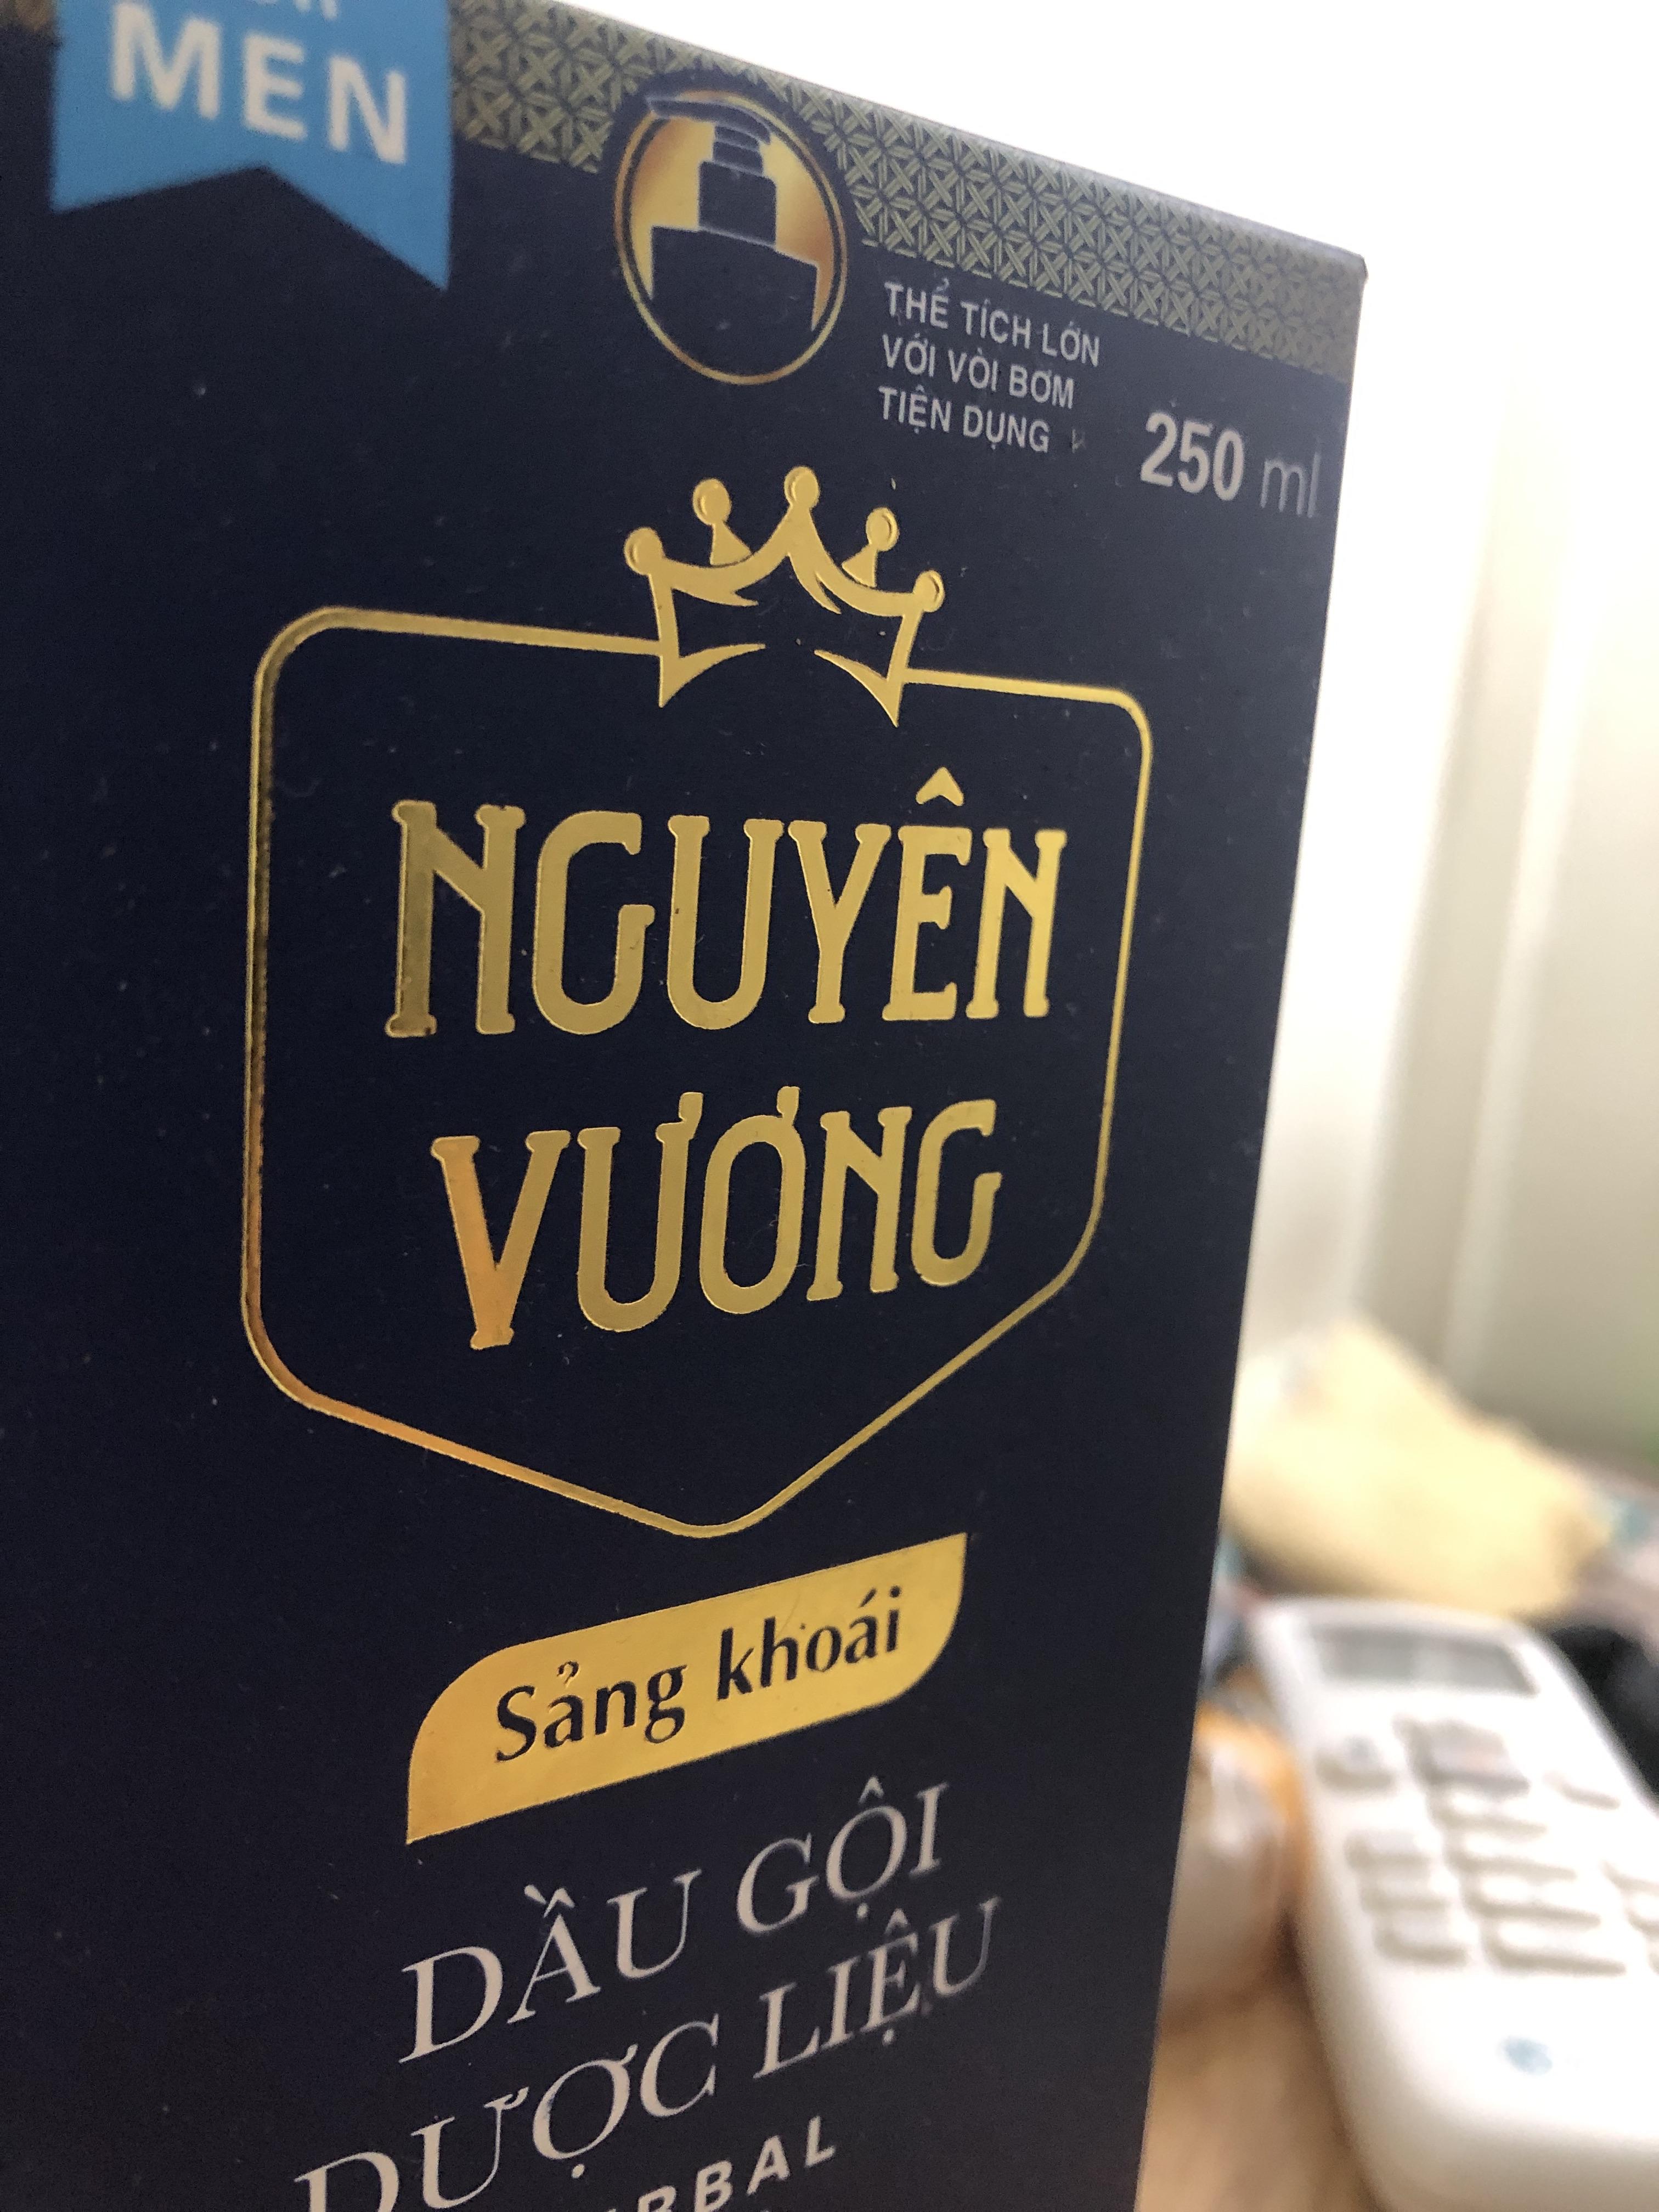 MEN
THỂ TÍCH LỚN
VỚI VÒI BƠM
TIỆN DỤNG
250 ml
NGUYÊN
VƯƠNG
Sảng khoái
DẦU GỘI
DƯỢC LIỆU